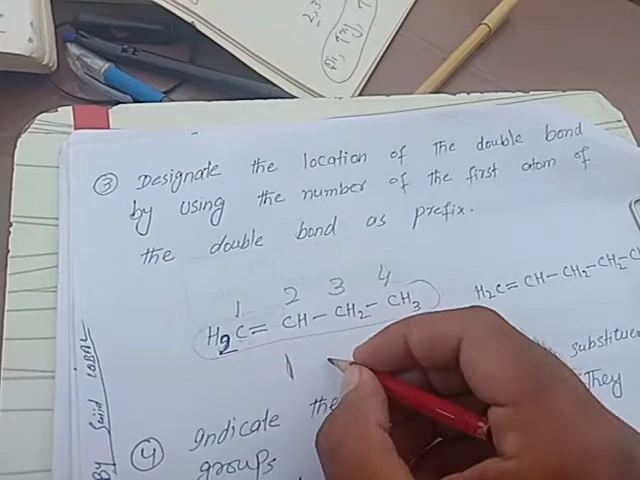 ③ Designate the location of the double bond
by using the number of the first atom of
the double bond as prefix.
1 2 3 4
H₂C=CH-CH₂-CH₃
H₂C=CH-CH₂-CH₂-C
1
④ Indicate the
groups
They
BY Sajid IQBAL